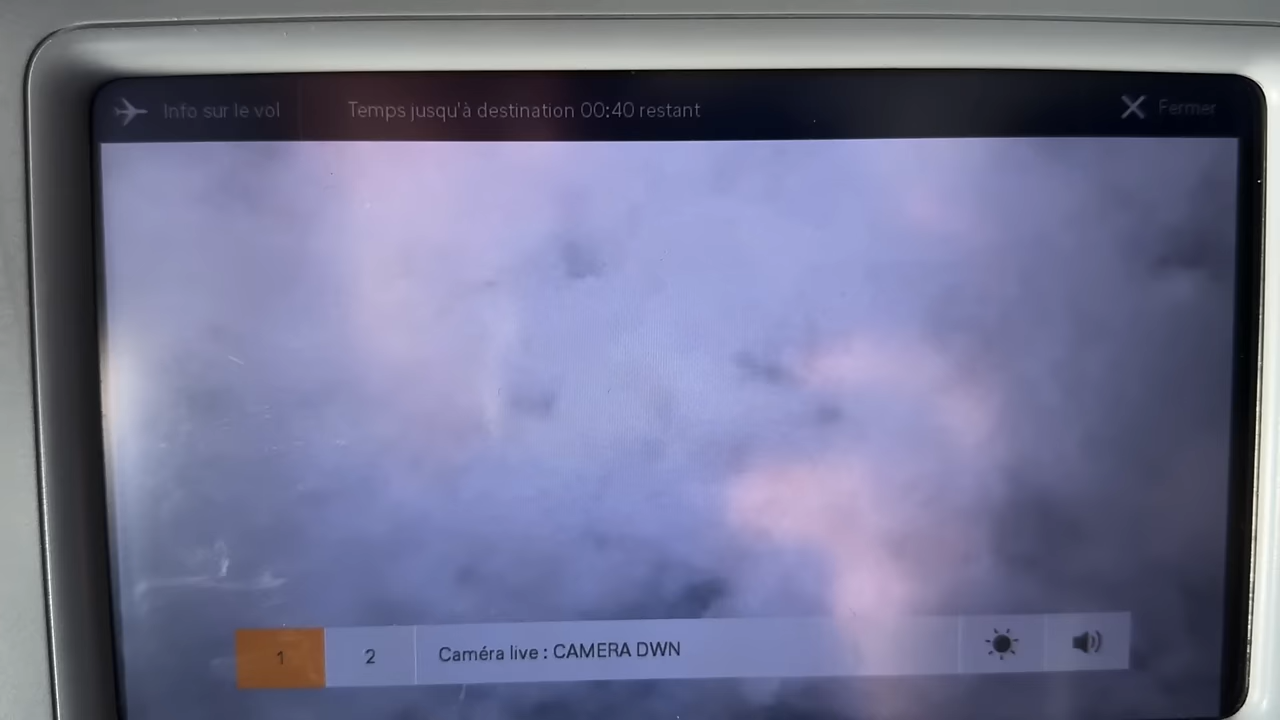 Info sur le vol
Temps jusqu'à destination 00:40 restant
Fermer
1
2
Caméra live : CAMERA DWN